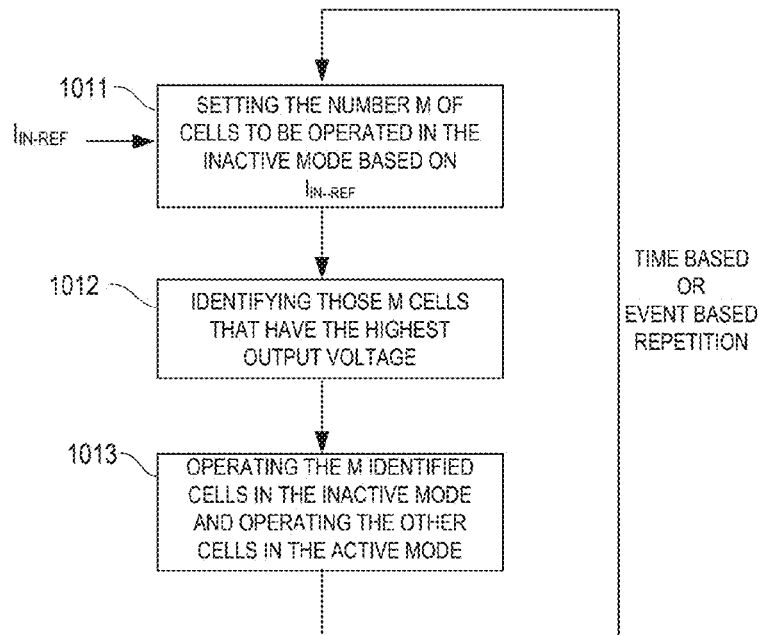 1011
I_IN-REF
SETTING THE NUMBER M OF
CELLS TO BE OPERATED IN THE
INACTIVE MODE BASED ON
I_IN--REF
1012
IDENTIFYING THOSE M CELLS
THAT HAVE THE HIGHEST
OUTPUT VOLTAGE
1013
OPERATING THE M IDENTIFIED
CELLS IN THE INACTIVE MODE
AND OPERATING THE OTHER
CELLS IN THE ACTIVE MODE
TIME BASED
OR
EVENT BASED
REPETITION